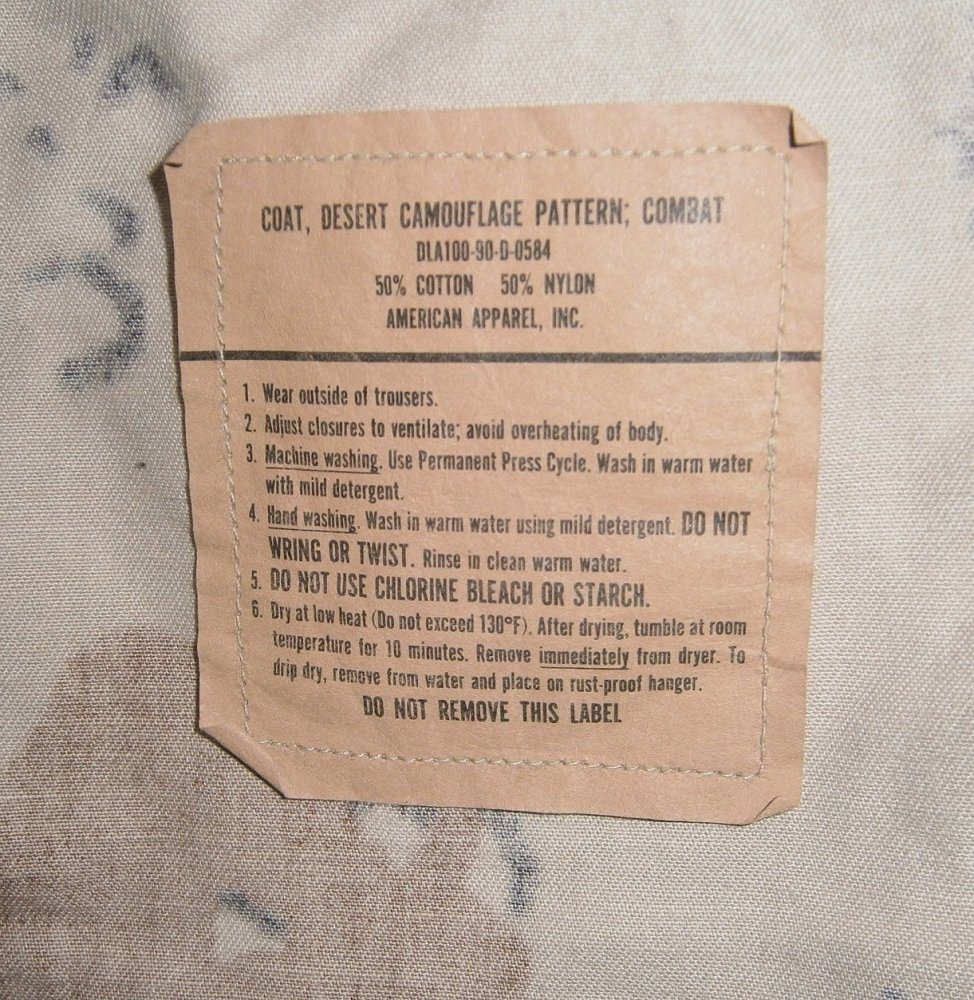 COAT, DESERT CAMOUFLAGE PATTERN; COMBAT
DLA100-90-D-0584
50% COTTON 50% NYLON
AMERICAN APPAREL, INC.
1. Wear outside of trousers.
2. Adjust closures to ventilate; avoid overheating of body.
3. Machine washing. Use Permanent Press Cycle. Wash in warm water
with mild detergent.
4. Hand washing. Wash in warm water using mild detergent. DO NOT
WRING OR TWIST. Rinse in clean warm water.
5. DO NOT USE CHLORINE BLEACH OR STARCH.
6. Dry at low heat (Do not exceed 130°F). After drying, tumble at room
temperature for 10 minutes. Remove immediately from dryer. To
drip dry, remove from water and place on rust-proof hanger.
DO NOT REMOVE THIS LABEL